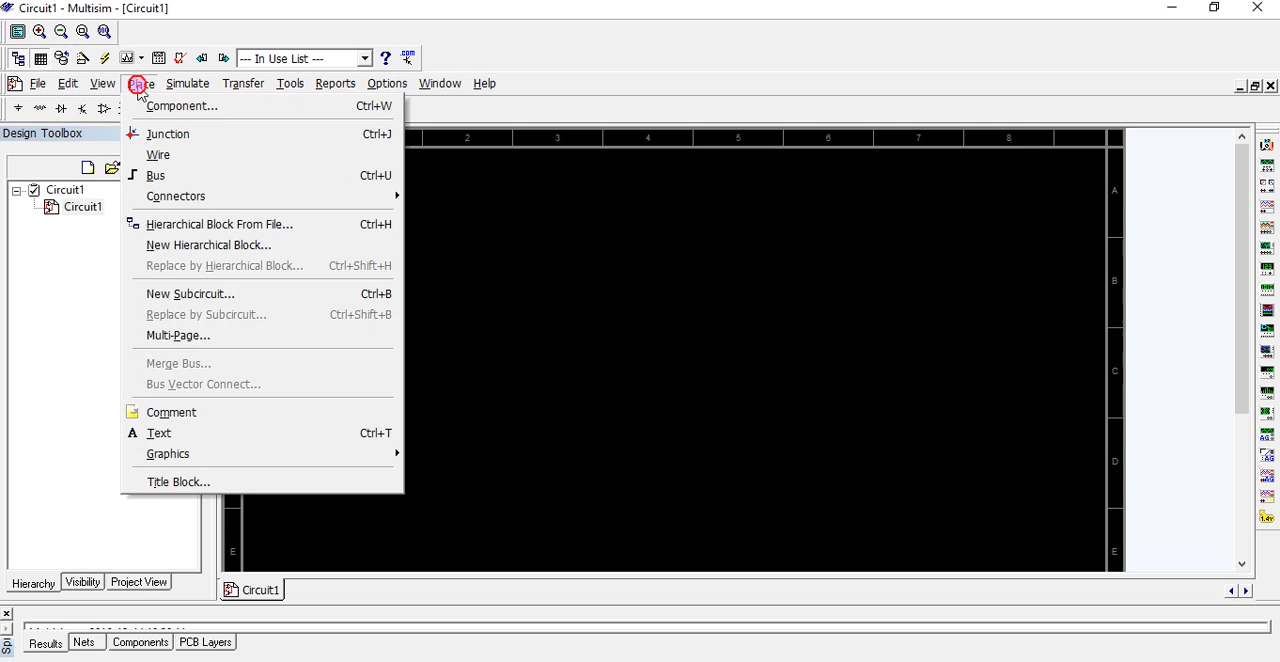 Circuit1 - Multisim - [Circuit1]
--- In Use List ---
File Edit View Place Simulate Transfer Tools Reports Options Window Help
Component... Ctrl+W
Design Toolbox
Junction Ctrl+J
2 3 4 5 6 7 8
Wire
Bus Ctrl+U
Circuit1
Connectors
Circuit1
A
Hierarchical Block From File... Ctrl+H
New Hierarchical Block...
Replace by Hierarchical Block... Ctrl+Shift+H
B
New Subcircuit... Ctrl+B
Replace by Subcircuit... Ctrl+Shift+B
Multi-Page...
Merge Bus...
C
Bus Vector Connect...
Comment
Text Ctrl+T
Graphics
D
Title Block...
E E
Hierarchy Visibility Project View
Circuit1
Results Nets Components PCB Layers